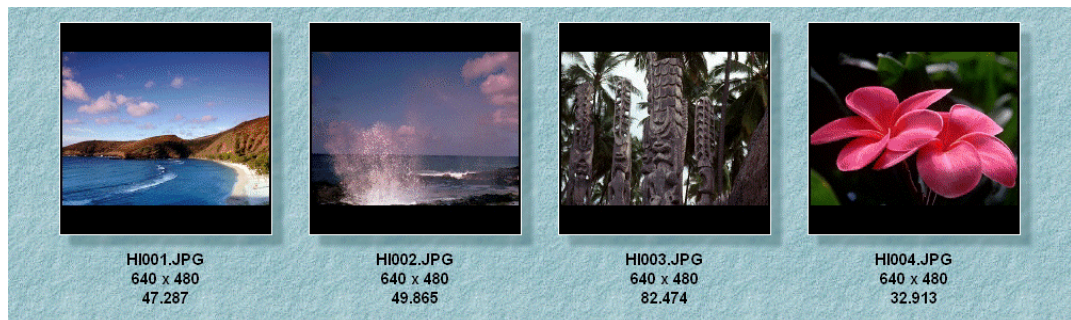 HI001.JPG
640 x 480
47.287
HI002.JPG
640 x 480
49.865
HI003.JPG
640 x 480
82.474
HI004.JPG
640 x 480
32.913